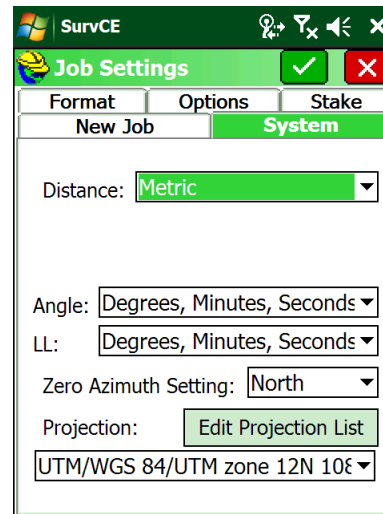 SurvCE
Job Settings
Format Options Stake
New Job System
Distance: Metric
Angle: Degrees, Minutes, Seconds
LL: Degrees, Minutes, Seconds
Zero Azimuth Setting: North
Projection: Edit Projection List
UTM/WGS 84/UTM zone 12N